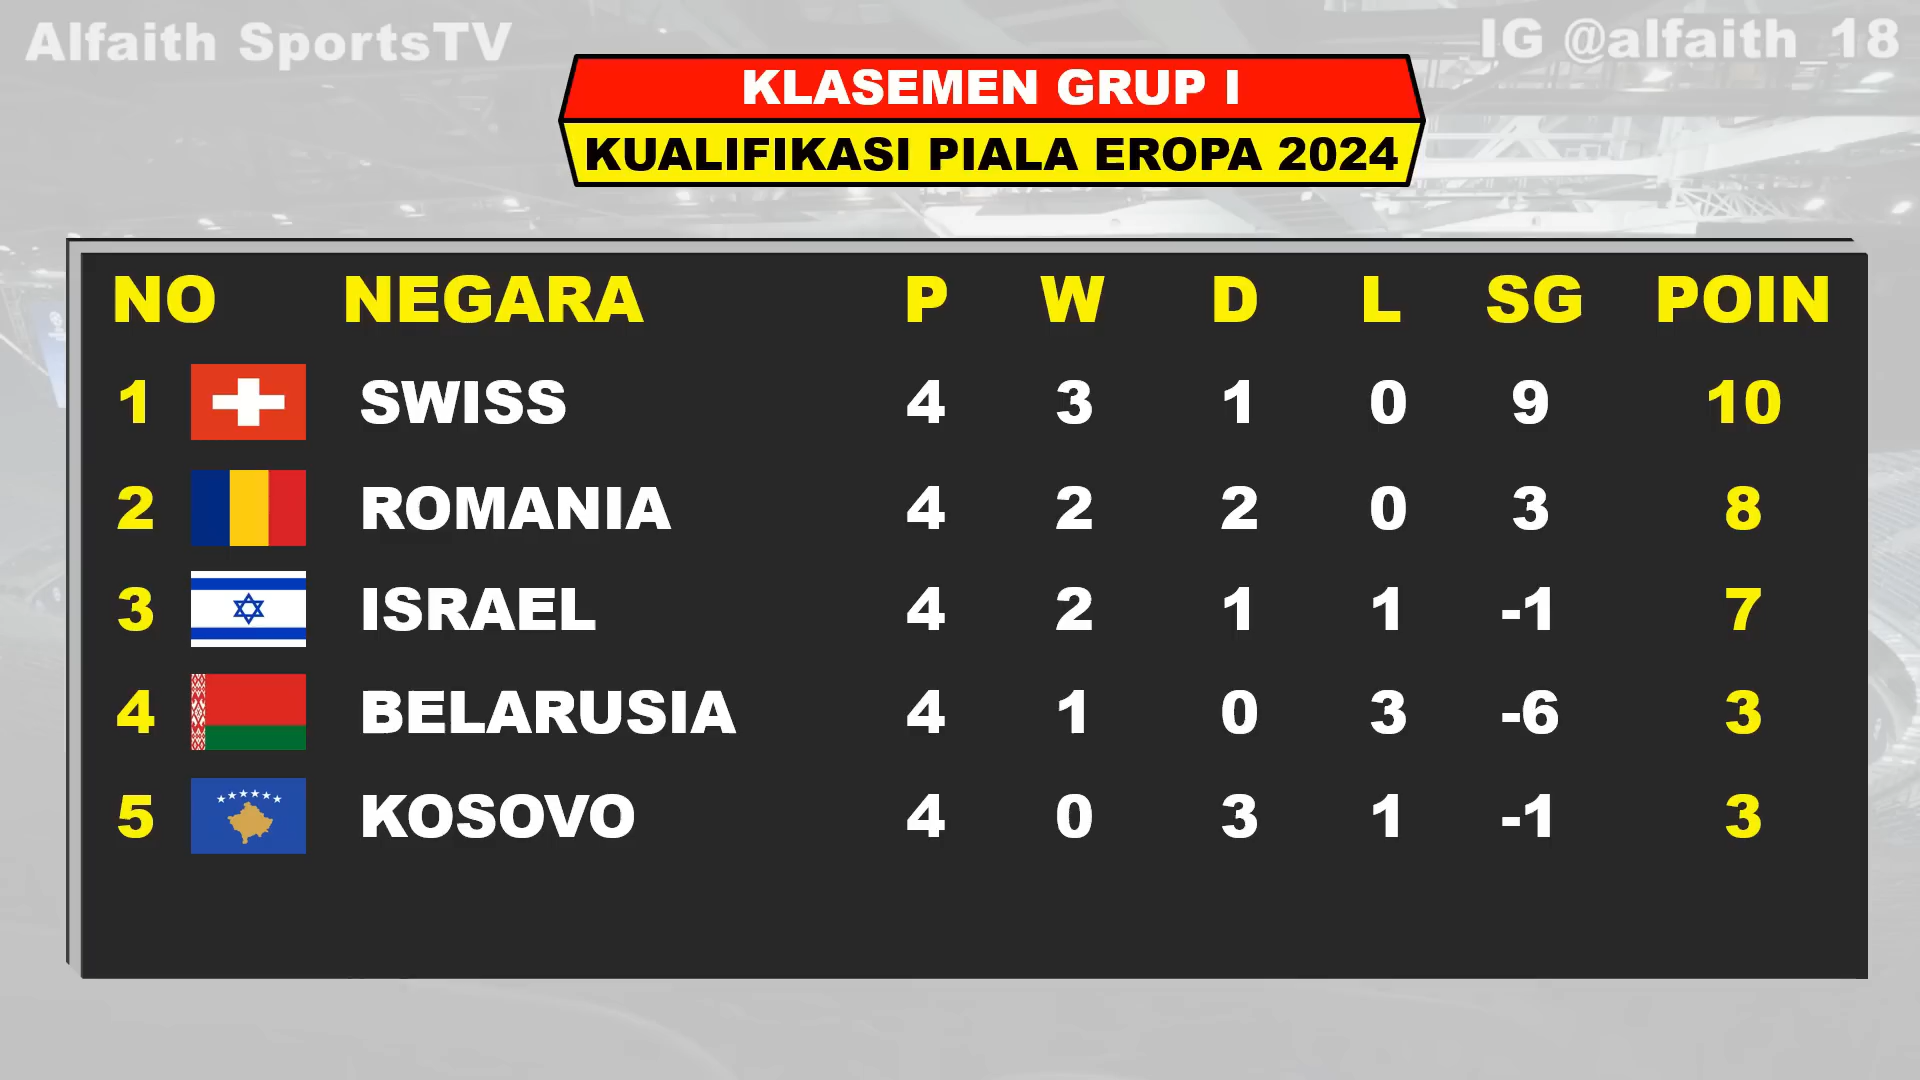 Alfaith SportsTV
IG @alfaith_18
KLASEMEN GRUP I
KUALIFIKASI PIALA EROPA 2024
NO NEGARA P W D L SG POIN
1 SWISS 4 3 1 0 9 10
2 ROMANIA 4 2 2 0 3 8
3 ISRAEL 4 2 1 1 -1 7
4 BELARUSIA 4 1 0 3 -6 3
5 KOSOVO 4 0 3 1 -1 3